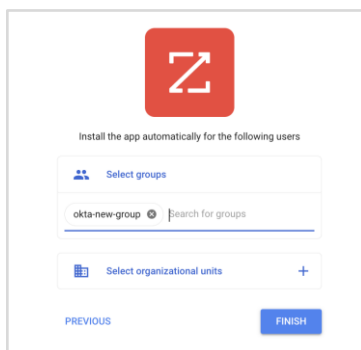 Install the app automatically for the following users
Select groups
okta-new-group Search for groups
Select organizational units
PREVIOUS FINISH